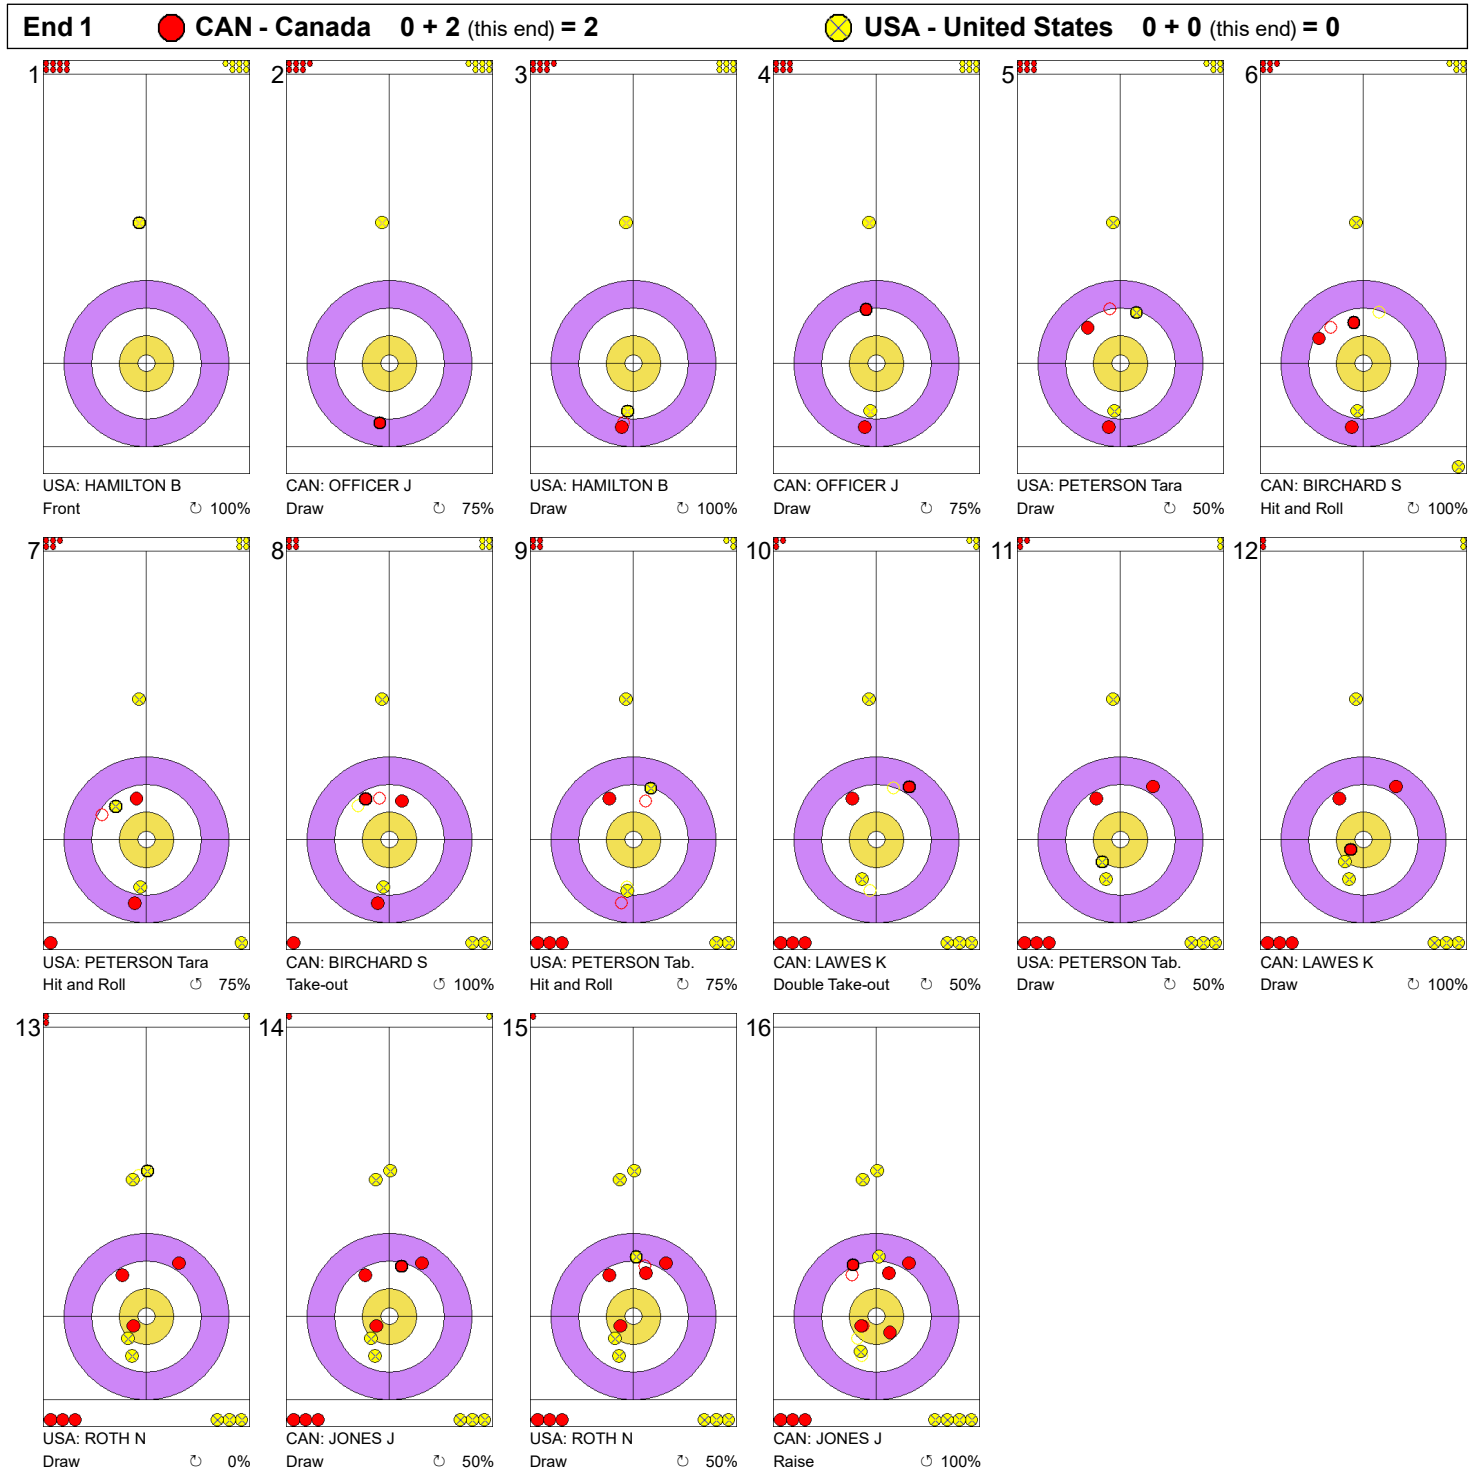 End 1 CAN - Canada 0 + 2 (this end) = 2 USA - United States 0 + 0 (this end) = 0
1 2 3 4 5 6
USA: HAMILTON B CAN: OFFICER J USA: HAMILTON B CAN: OFFICER J USA: PETERSON Tara CAN: BIRCHARD S
Front ↻ 100% Draw ↻ 75% Draw ↻ 100% Draw ↻ 75% Draw ↻ 50% Hit and Roll ↻ 100%
7 8 9 10 11 12
USA: PETERSON Tara CAN: BIRCHARD S USA: PETERSON Tab. CAN: LAWES K USA: PETERSON Tab. CAN: LAWES K
Hit and Roll ↺ 75% Take-out ↺ 100% Hit and Roll ↻ 75% Double Take-out ↻ 50% Draw ↻ 50% Draw ↻ 100%
13 14 15 16
USA: ROTH N CAN: JONES J USA: ROTH N CAN: JONES J
Draw ↻ 0% Draw ↻ 50% Draw ↻ 50% Raise ↻ 100%